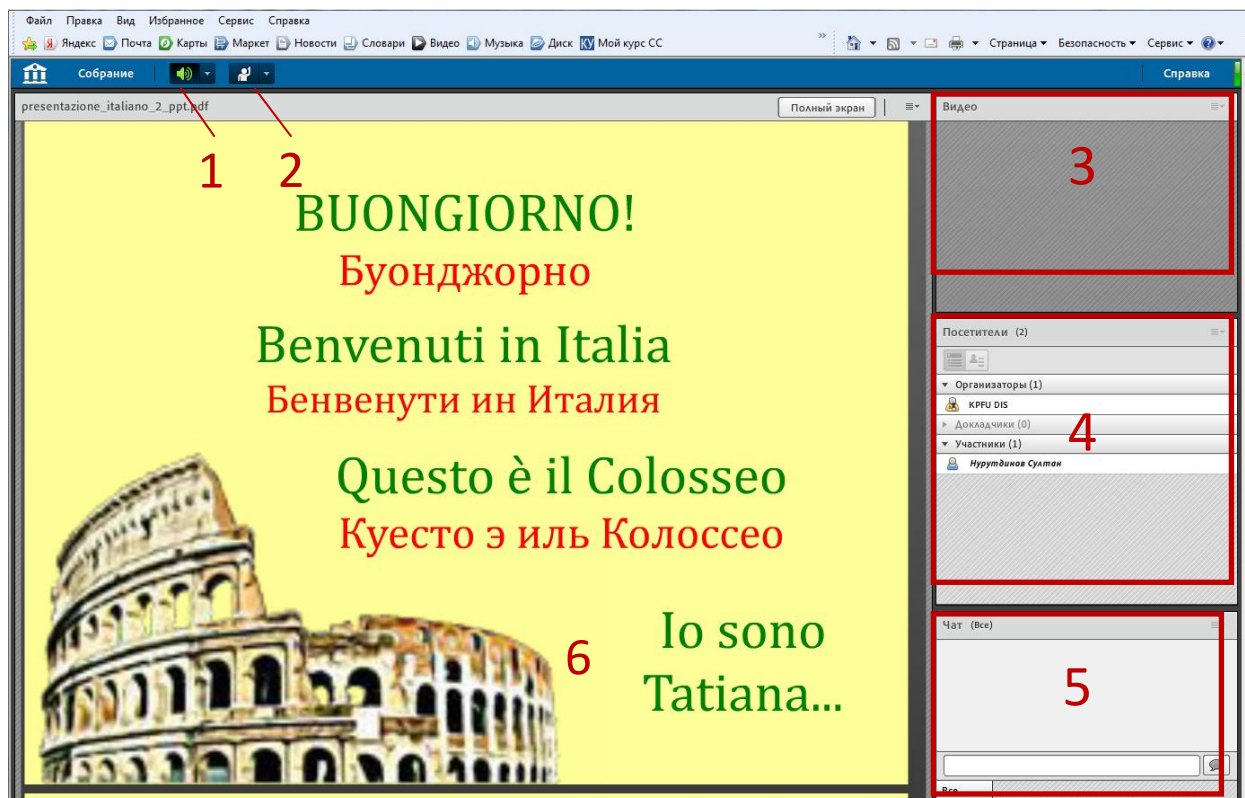 Файл Правка Вид Избранное Сервис Справка
Яндекс Почта Карты Маркет Новости Словари Видео Музыка Диск КУ Мой курс СС » Страница Безопасность Сервис
Собрание Справка
presentazione_italiano_2_ppt.pdf Полный экран Видео
1 2 3
BUONGIORNO!
Буонджорно
Benvenuti in Italia
Посетители (2)
Бенвенути ин Италия
Организаторы (1)
KPFU DIS
Докладчики (0)
4
Участники (1)
Нурутдинов Султан
Questo è il Colosseo
Куесто э иль Колоссео
Io sono
Tatiana...
6
Чат (Все)
5
Все